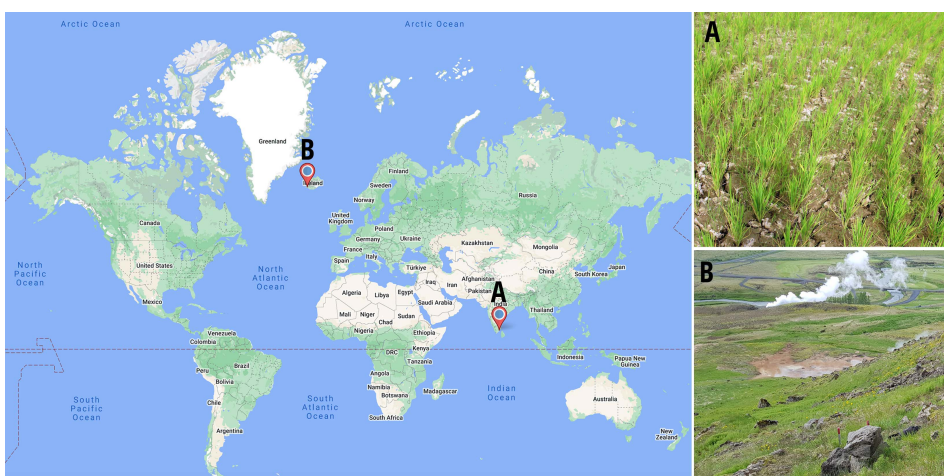 Arctic Ocean
Arctic Ocean
Greenland
B
Iceland
Finland
Sweden
Norway
Russia
Canada
United
Kingdom
Poland
Germany
Ukraine
France
Italy
Spain
Kazakhstan
Mongolia
North
Pacific
Ocean
United States
North
Atlantic
Ocean
Türkiye
Iraq
Iran
Afghanistan
Pakistan
China
South Korea
Japan
Mexico
Algeria
Libya
Egypt
Saudi Arabia
A
India
Thailand
Mali
Niger
Chad
Sudan
Nigeria
Ethiopia
Venezuela
Colombia
Kenya
DRC
Tanzania
Indonesia
Papua New
Guinea
Peru
Brazil
Bolivia
Angola
Namibia
Botswana
Madagascar
Indian
Ocean
Australia
South
Pacific
Ocean
Chile
South
Atlantic
Ocean
South Africa
Argentina
New
Zealand
A
B